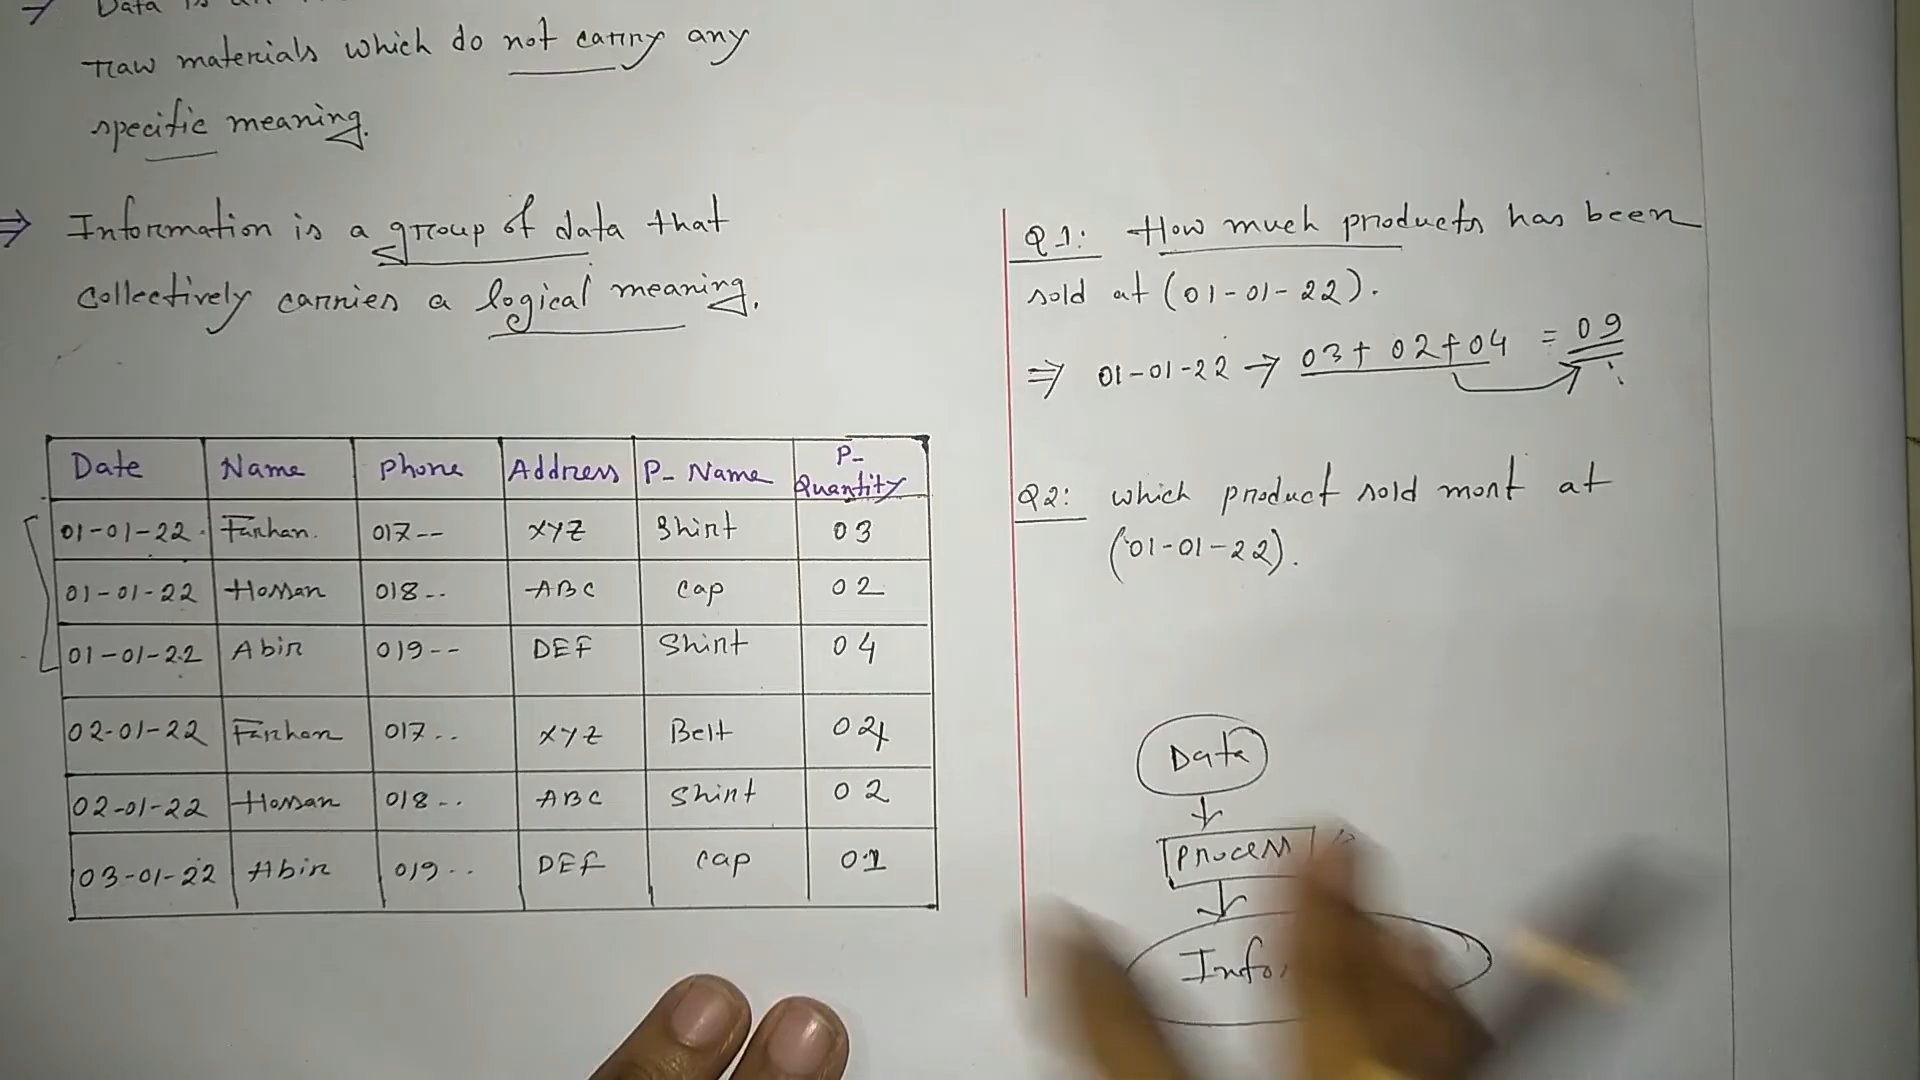 Data is
raw materials which do not carry any
specific meaning.
⇒ Information is a group of data that
collectively carries a logical meaning.
Date Name Phone Address P_ Name P_ Quantity
01-01-22 Farhan. 017-- XYZ Shirt 03
01-01-22 Hossan 018-- ABC Cap 02
01-01-22 Abir 019-- DEF Shirt 04
02-01-22 Farhan 017-- XYZ Belt
02-01-22 Hossan 018-- ABC Shirt 02
03-01-22 Abir 019-- DEF Cap 01
Q1: How much products has been
sold at (01-01-22).
⇒ 01-01-22 → 03+ 02+04 = 09
Q2: which product sold most at
(01-01-22).
Data
Process